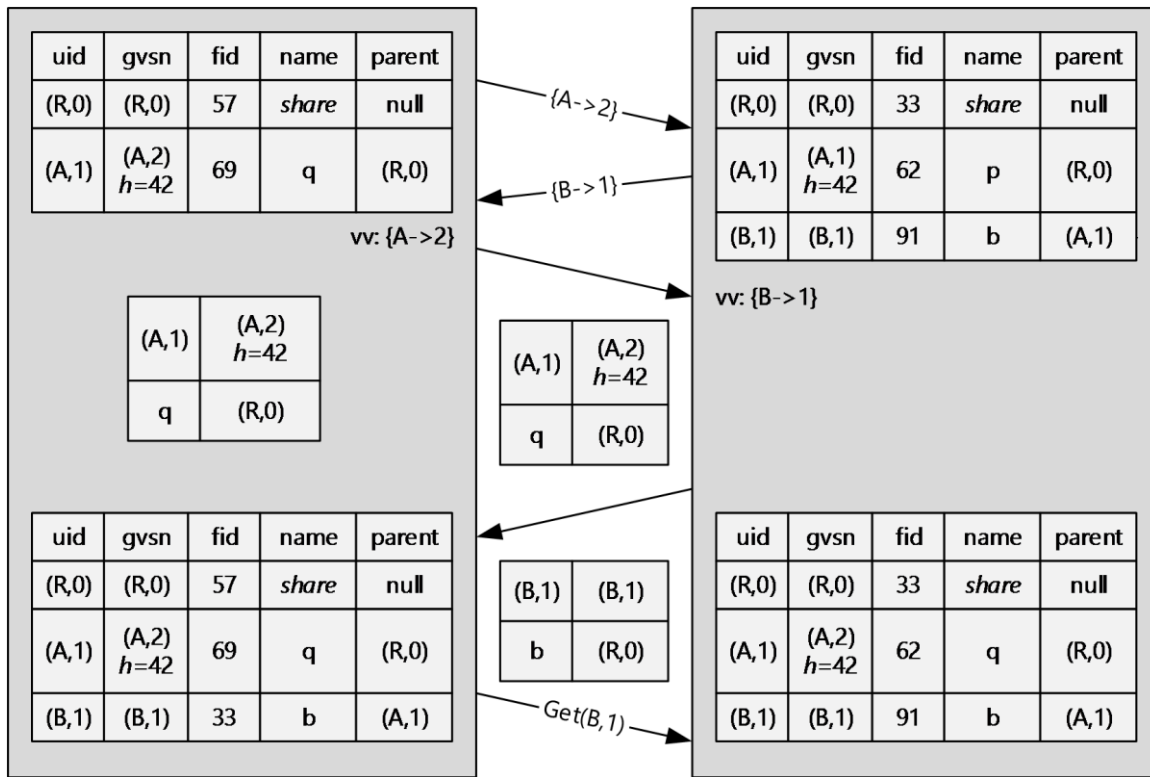 uid gvsn fid name parent
(R,0) (R,0) 57 share null
(A,1) (A,2) h=42 69 q (R,0)
vv: {A->2}
(A,1) (A,2) h=42
q (R,0)
uid gvsn fid name parent
(R,0) (R,0) 57 share null
(A,1) (A,2) h=42 69 q (R,0)
(B,1) (B,1) 33 b (A,1)
{A->2}
{B->1}
(A,1) (A,2) h=42
q (R,0)
(B,1) (B,1)
b (R,0)
Get(B,1)
uid gvsn fid name parent
(R,0) (R,0) 33 share null
(A,1) (A,1) h=42 62 p (R,0)
(B,1) (B,1) 91 b (A,1)
vv: {B->1}
uid gvsn fid name parent
(R,0) (R,0) 33 share null
(A,1) (A,2) h=42 62 q (R,0)
(B,1) (B,1) 91 b (A,1)